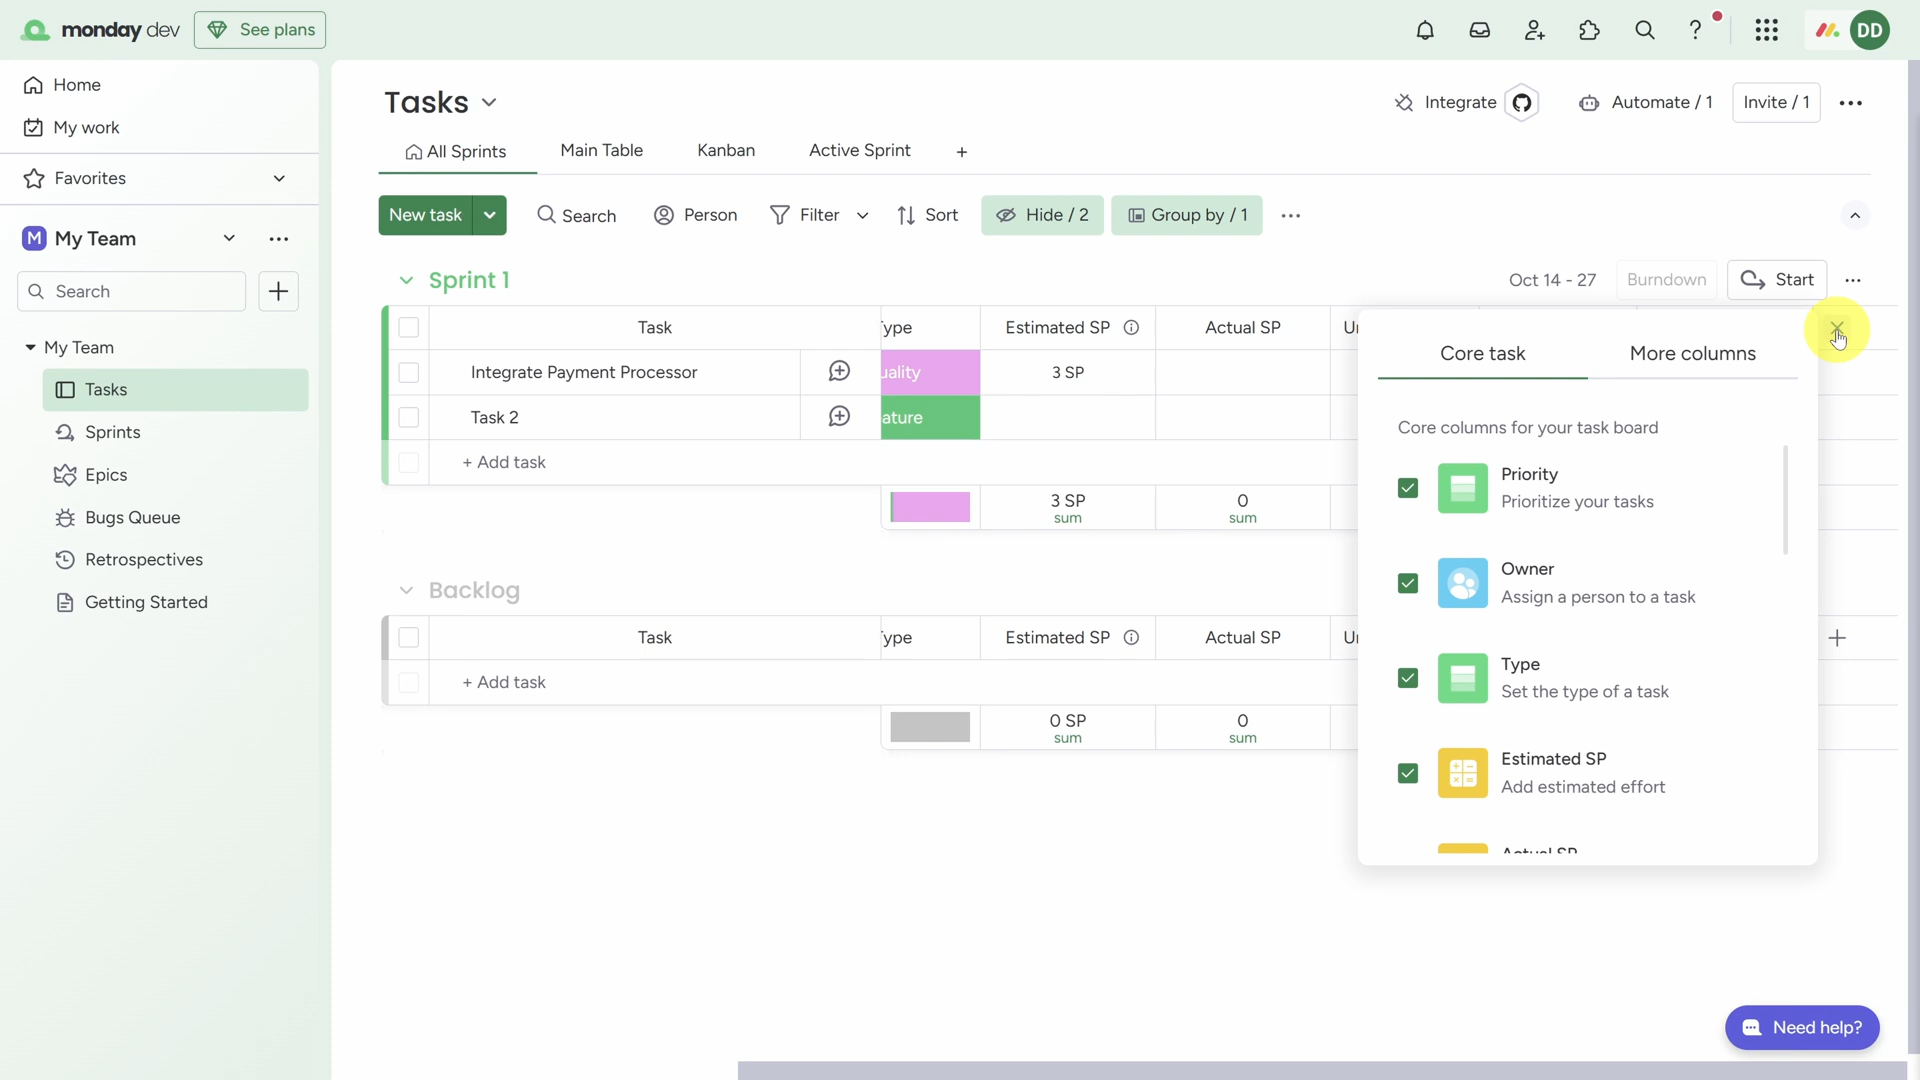 monday dev
See plans
DD
Home
My work
Favorites
M My Team
Search
My Team
Tasks
Sprints
Epics
Bugs Queue
Retrospectives
Getting Started
Tasks
Integrate
Automate / 1
Invite / 1
All Sprints
Main Table
Kanban
Active Sprint
New task
Search
Person
Filter
Sort
Hide / 2
Group by / 1
Sprint 1
Oct 14 - 27
Burndown
Start
Task
ype
Estimated SP
Actual SP
Integrate Payment Processor
uality
3 SP
Task 2
ature
+ Add task
3 SP
sum
0
sum
Backlog
Task
ype
Estimated SP
Actual SP
+ Add task
0 SP
sum
0
sum
Core task
More columns
Core columns for your task board
Priority
Prioritize your tasks
Owner
Assign a person to a task
Type
Set the type of a task
Estimated SP
Add estimated effort
Actual SP
Need help?